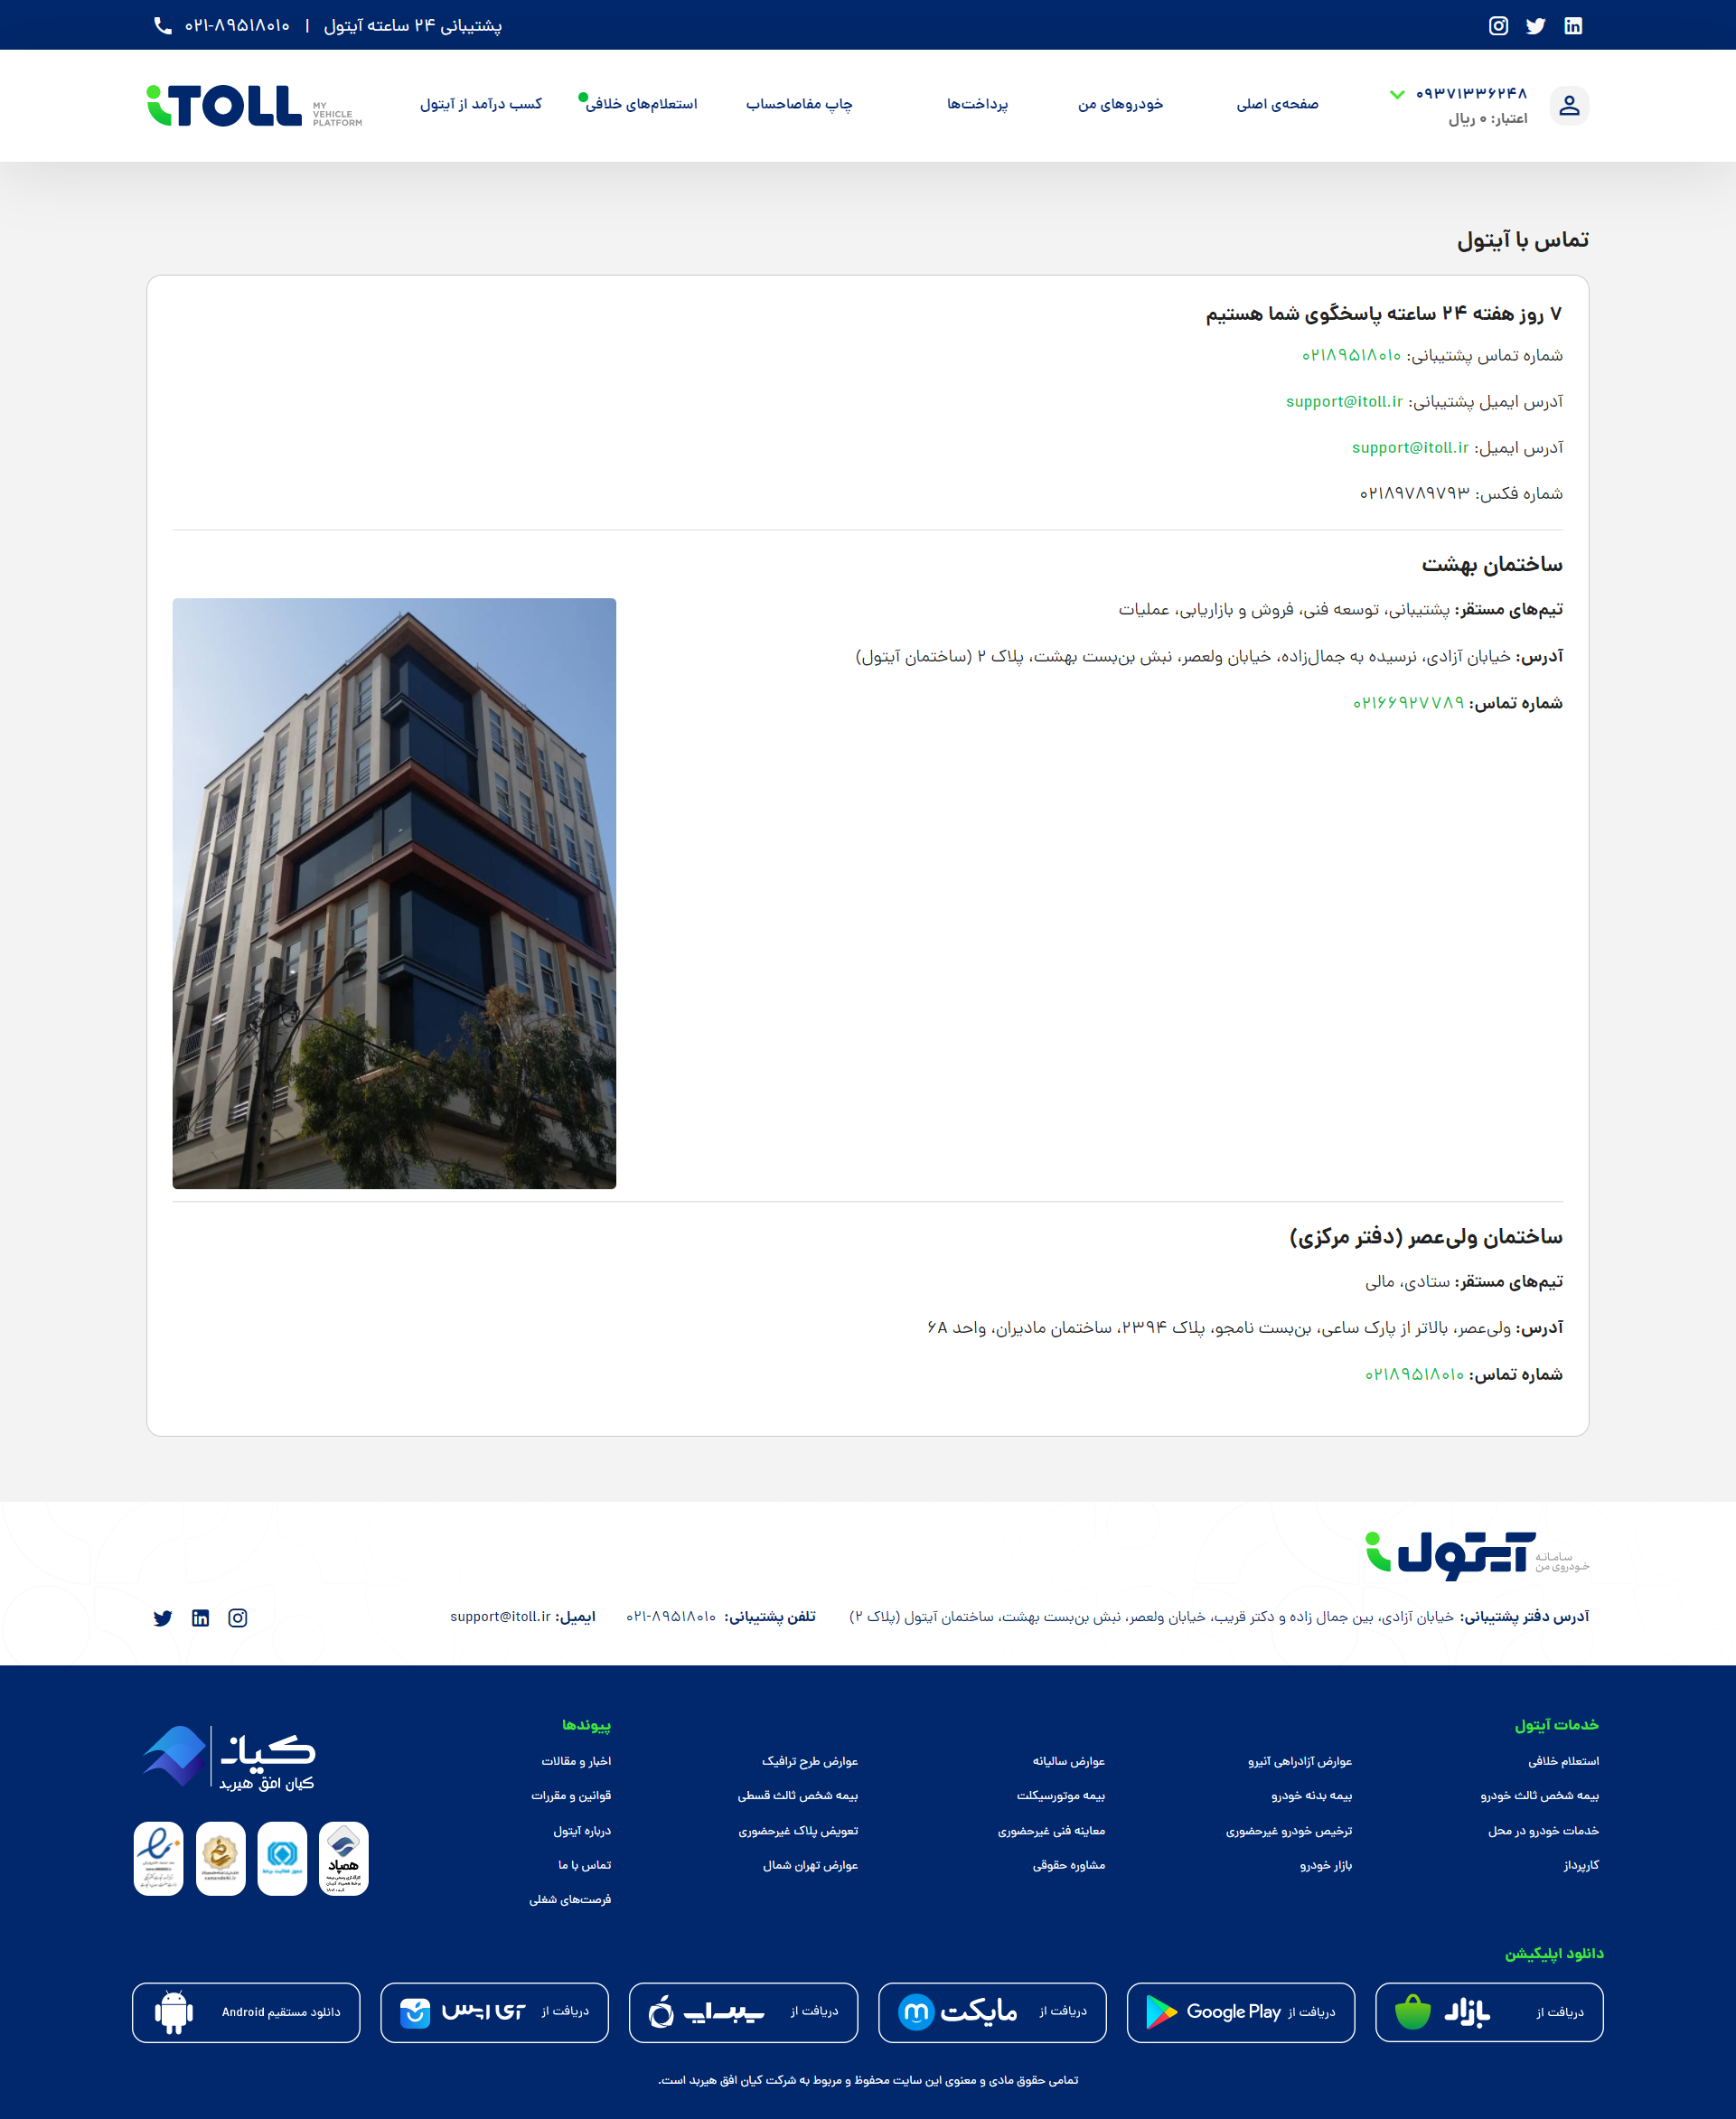 پشتیبانی ۲۴ ساعته آیتول | ۰۲۱-۸۹۵۱۸۰۱۰
۰۹۳۷۱۳۳۶۲۴۸
اعتبار: ۰ ریال
صفحه‌ی اصلی
خودروهای من
پرداخت‌ها
چاپ مفاصاحساب
استعلام‌های خلافی
کسب درآمد از آیتول
iTOLL
MY
VEHICLE
PLATFORM
تماس با آیتول
۷ روز هفته ۲۴ ساعته پاسخگوی شما هستیم
شماره تماس پشتیبانی: ۰۲۱۸۹۵۱۸۰۱۰
آدرس ایمیل پشتیبانی: support@itoll.ir
آدرس ایمیل: support@itoll.ir
شماره فکس: ۰۲۱۸۹۷۸۹۷۹۳
ساختمان بهشت
تیم‌های مستقر: پشتیبانی، توسعه فنی، فروش و بازاریابی، عملیات
آدرس: خیابان آزادی، نرسیده به جمال‌زاده، خیابان ولعصر، نبش بن‌بست بهشت، پلاک ۲ (ساختمان آیتول)
شماره تماس: ۰۲۱۶۶۹۲۷۷۸۹
ساختمان ولی‌عصر (دفتر مرکزی)
تیم‌های مستقر: ستادی، مالی
آدرس: ولی‌عصر، بالاتر از پارک ساعی، بن‌بست نامجو، پلاک ۲۳۹۴، ساختمان مادیران، واحد ۶A
شماره تماس: ۰۲۱۸۹۵۱۸۰۱۰
آیتول
سامانه
خودروی من
آدرس دفتر پشتیبانی: خیابان آزادی، بین جمال زاده و دکتر قریب، خیابان ولعصر، نبش بن‌بست بهشت، ساختمان آیتول (پلاک ۲)
تلفن پشتیبانی: ۰۲۱-۸۹۵۱۸۰۱۰
ایمیل: support@itoll.ir
خدمات آیتول
استعلام خلافی
بیمه شخص ثالث خودرو
خدمات خودرو در محل
کارپرداز
عوارض آزادراهی آنیرو
بیمه بدنه خودرو
ترخیص خودرو غیرحضوری
بازار خودرو
عوارض سالیانه
بیمه موتورسیکلت
معاینه فنی غیرحضوری
مشاوره حقوقی
عوارض طرح ترافیک
بیمه شخص ثالث قسطی
تعویض پلاک غیرحضوری
عوارض تهران شمال
پیوندها
اخبار و مقالات
قوانین و مقررات
درباره آیتول
تماس با ما
فرصت‌های شغلی
کیان
کیان افق هیربد
همپاد
دانلود اپلیکیشن
دریافت از بازار
دریافت از Google Play
دریافت از مایکت
دریافت از سیب‌اپ
دریافت از آی اپس
دانلود مستقیم Android
تمامی حقوق مادی و معنوی این سایت محفوظ و مربوط به شرکت کیان افق هیربد است.